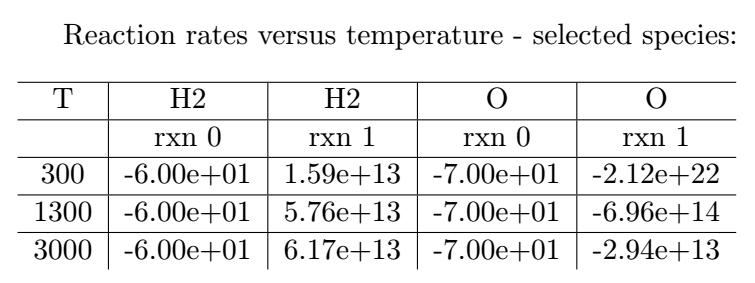 Reaction rates versus temperature - selected species:
T H2 H2 O O
rxn 0 rxn 1 rxn 0 rxn 1
300 -6.00e+01 1.59e+13 -7.00e+01 -2.12e+22
1300 -6.00e+01 5.76e+13 -7.00e+01 -6.96e+14
3000 -6.00e+01 6.17e+13 -7.00e+01 -2.94e+13